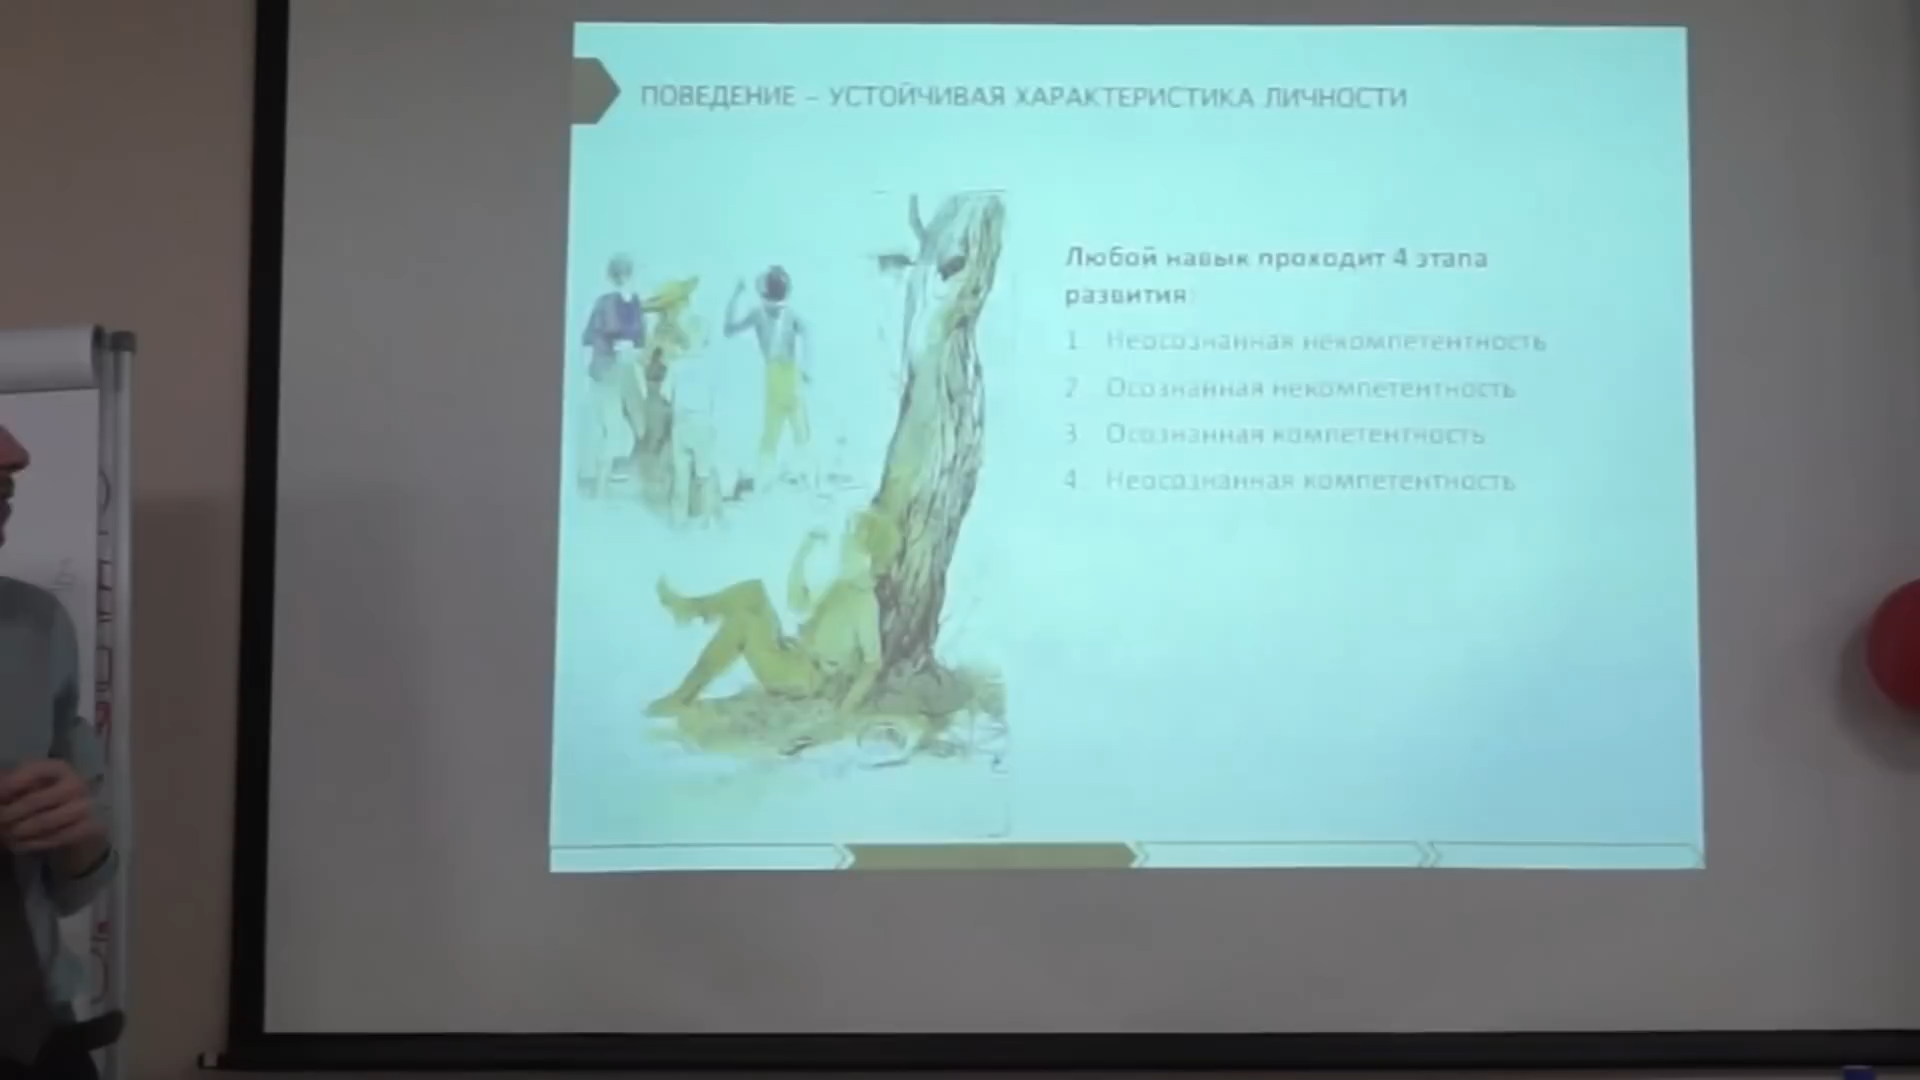 ПОВЕДЕНИЕ – УСТОЙЧИВАЯ ХАРАКТЕРИСТИКА ЛИЧНОСТИ
Любой навык проходит 4 этапа
развития:
1. Неосознанная некомпетентность
2. Осознанная некомпетентность
3. Осознанная компетентность
4. Неосознанная компетентность